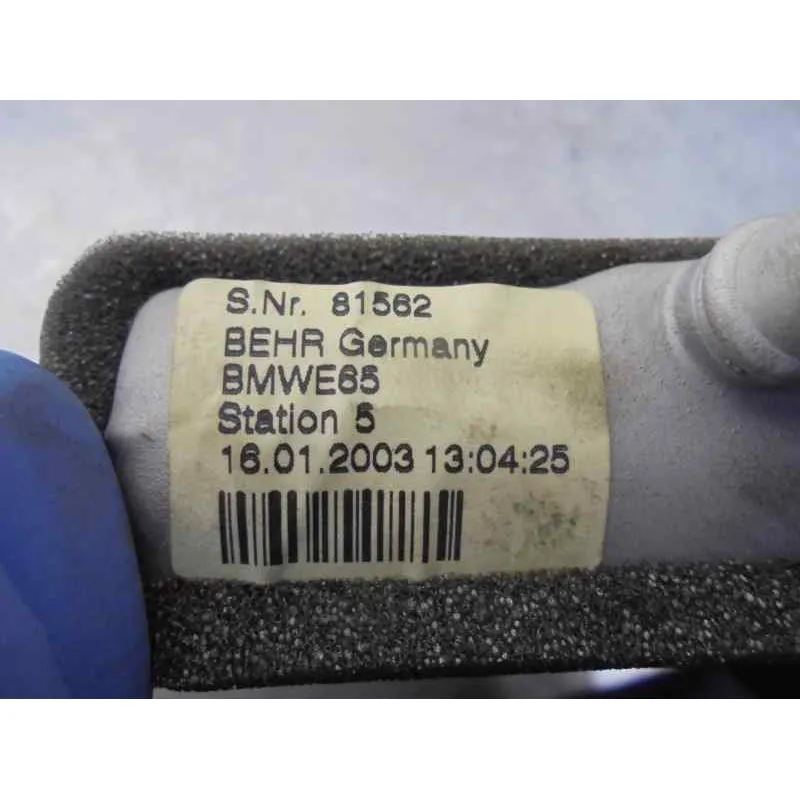 S.Nr. 81562
BEHR Germany
BMWE65
Station 5
16.01.2003 13:04:25